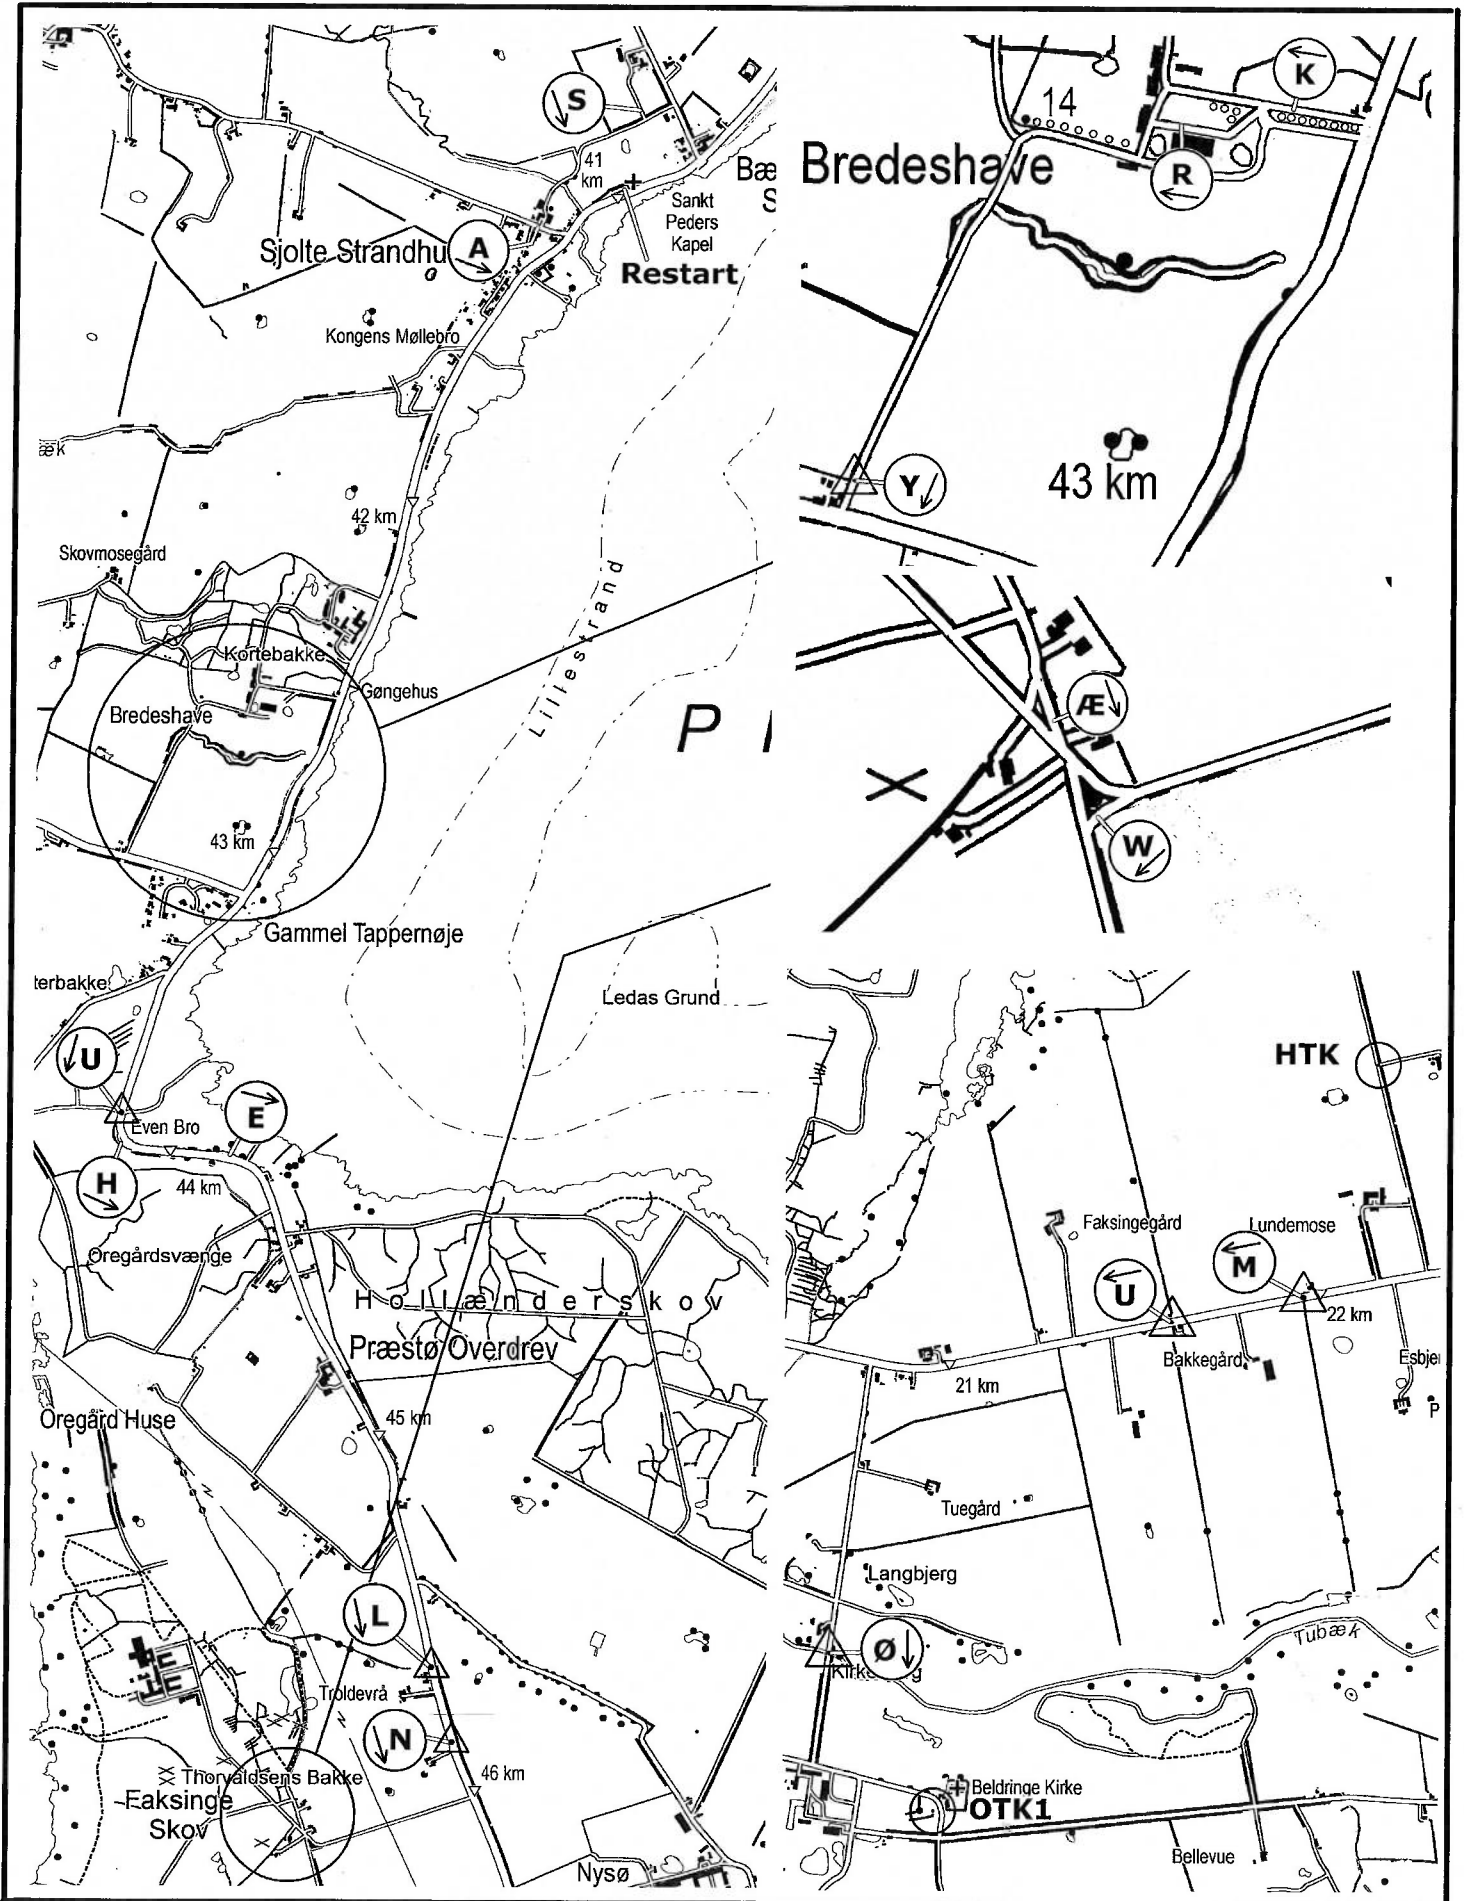 S
41
km
Bæ
S
Sankt
Peders
Kapel
A
Sjolte Strandhu
Restart
Kongens Møllebro
æk
42 km
Skovmosegård
Kortebakke
Gøngehus
Bredeshave
Lillestrand
P
43 km
Gammel Tappernøje
terbakke
Ledas Grund
U
Even Bro
E
H
44 km
Oregårdsvænge
Hollænderskov
Præstø Overdrev
45 km
Oregård Huse
L
Troldevrå
N
46 km
Thorvaldsens Bakke
Faksinge
Skov
Nysø
K
14
Bredeshave
R
Y
43 km
Æ
W
HTK
Faksingegård
Lundemose
M
U
22 km
Bakkegård
Esbje
21 km
P
Tuegård
Langbjerg
Ø
Tubæk
Beldringe Kirke
OTK1
Bellevue